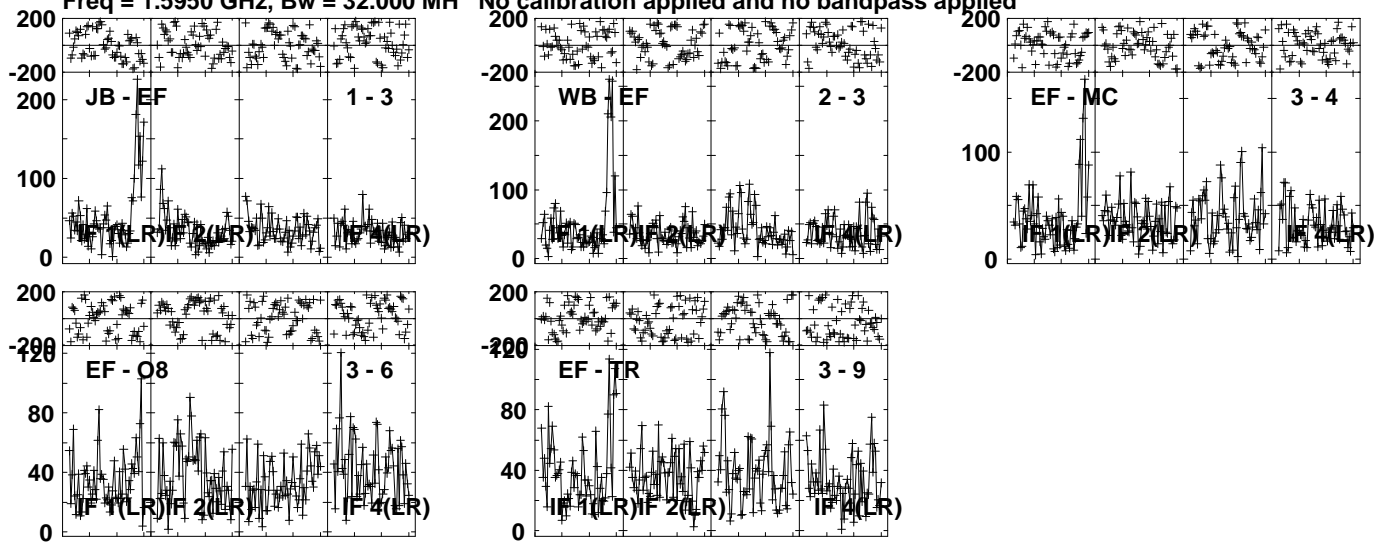 Freq = 1.5950 GHz, Bw = 32.000 MH No calibration applied and no bandpass applied
200 200 200
-200 -200 -200
200 JB - EF 1 - 3 200 WB - EF 2 - 3 EF - MC 3 - 4
100 100 100
IF 1(LR) IF 2(LR) IF 4(LR) IF 1(LR) IF 2(LR) IF 4(LR) IF 1(LR) IF 2(LR) IF 4(LR)
0 0 0
200 200
-200 -200
120 120
EF - O8 3 - 6 EF - TR 3 - 9
80 80
40 40
IF 1(LR) IF 2(LR) IF 4(LR) IF 1(LR) IF 2(LR) IF 4(LR)
0 0